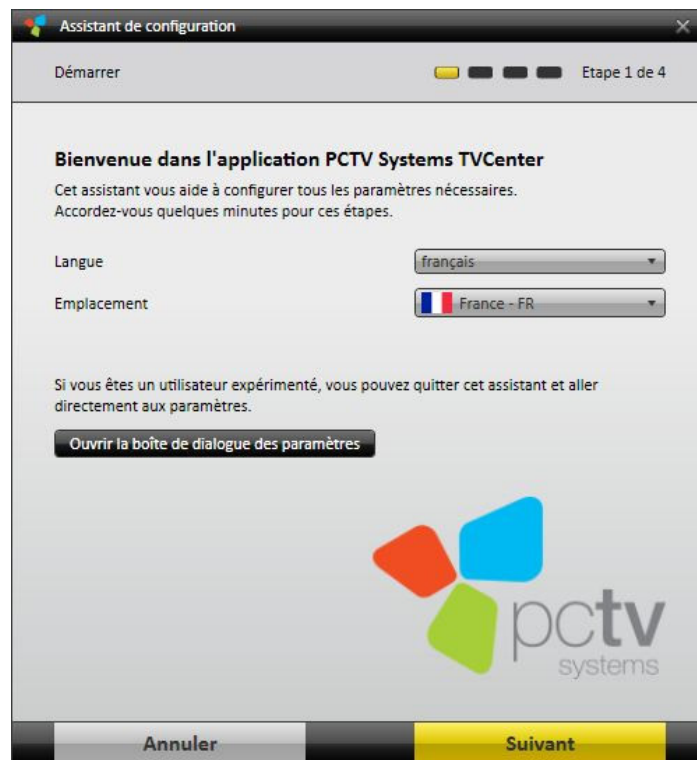 Assistant de configuration
Démarrer
Etape 1 de 4
Bienvenue dans l'application PCTV Systems TVCenter
Cet assistant vous aide à configurer tous les paramètres nécessaires.
Accordez-vous quelques minutes pour ces étapes.
Langue
français
Emplacement
France - FR
Si vous êtes un utilisateur expérimenté, vous pouvez quitter cet assistant et aller
directement aux paramètres.
Ouvrir la boîte de dialogue des paramètres
pctv
systems
Annuler
Suivant